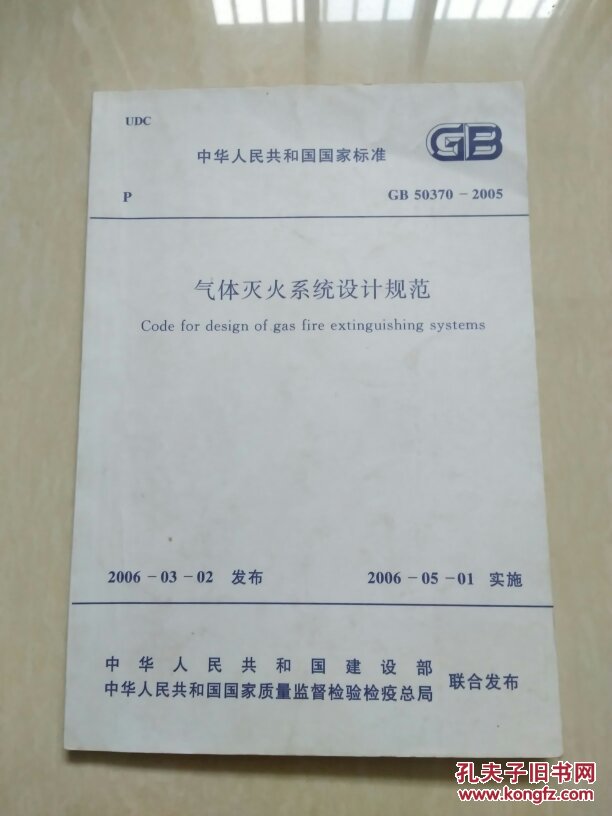 UDC
中华人民共和国国家标准
GB
P
GB 50370-2005
气体灭火系统设计规范
Code for design of gas fire extinguishing systems
2006-03-02 发布
2006-05-01 实施
中华人民共和国建设部
中华人民共和国国家质量监督检验检疫总局
联合发布
孔夫子旧书网
www.kongfz.com